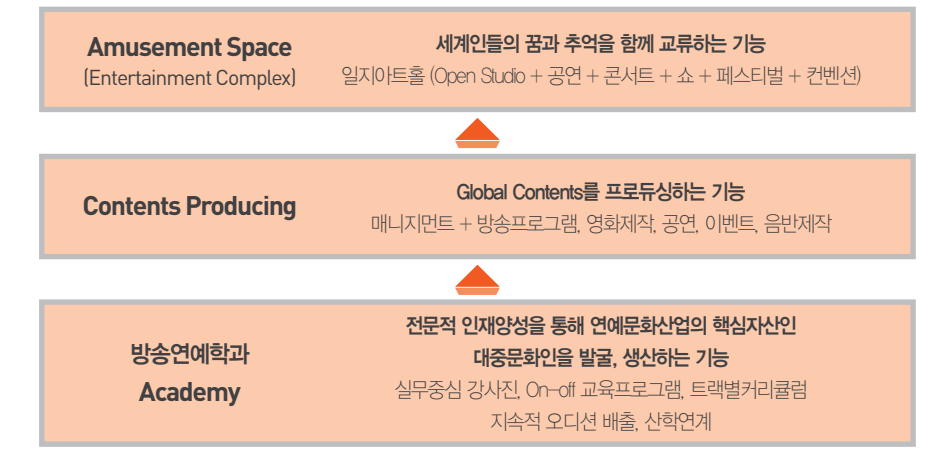 Amusement Space
(Entertainment Complex)
세계인들의 꿈과 추억을 함께 교류하는 기능
일지아트홀 (Open Studio + 공연 + 콘서트 + 쇼 + 페스티벌 + 컨벤션)
Contents Producing
Global Contents를 프로듀싱하는 기능
매니지먼트 + 방송프로그램, 영화제작, 공연, 이벤트, 음반제작
방송연예학과
Academy
전문적 인재양성을 통해 연예문화산업의 핵심자산인
대중문화인을 발굴, 생산하는 기능
실무중심 강사진, On-off 교육프로그램, 트랙별커리큘럼
지속적 오디션 배출, 산학연계